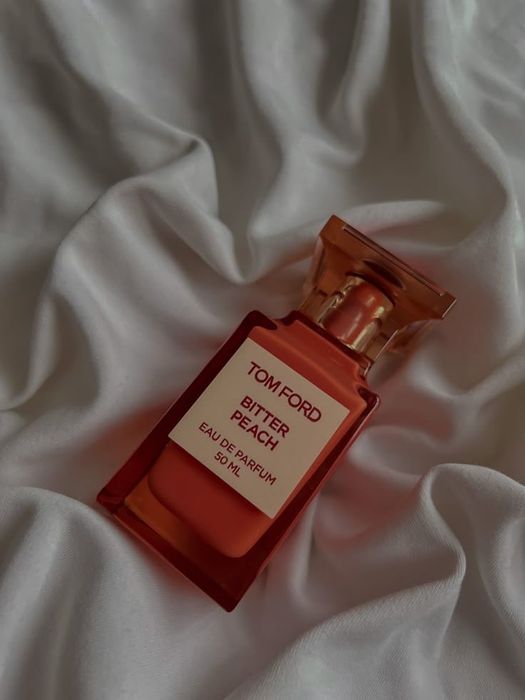 TOM FORD
BITTER
PEACH
EAU DE PARFUM
50 ML